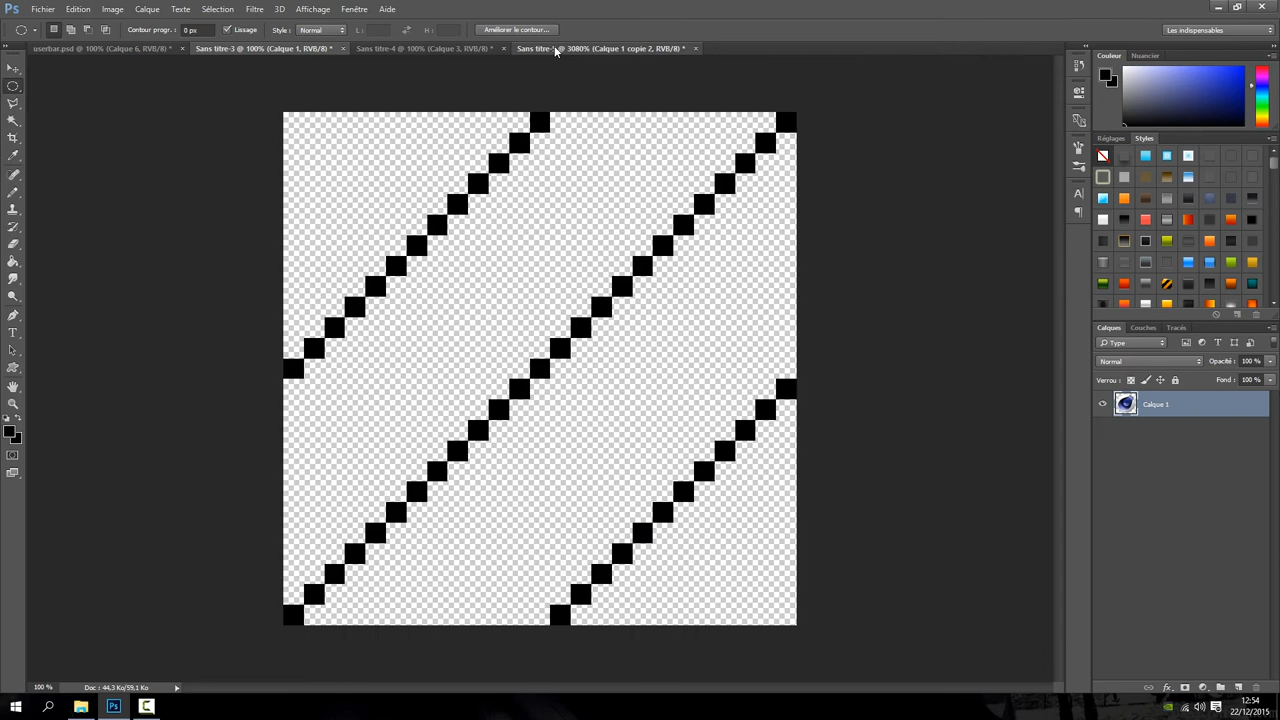 Ps Fichier Edition Image Calque Texte Sélection Filtre 3D Affichage Fenêtre Aide
Contour progr. : 0 px Lissage Style : Normal L : H : Améliorer le contour... Les indispensables
userbar.psd @ 100% (Calque 6, RVB/8) * × Sans titre-3 @ 100% (Calque 1, RVB/8) * × Sans titre-4 @ 100% (Calque 3, RVB/8) * × Sans titre- @ 3080% (Calque 1 copie 2, RVB/8) * ×
Couleur Nuancier
Réglages Styles
Calques Couches Tracés
Type
Normal Opacité : 100 %
Verrou : Fond : 100 %
Calque 1
100 % Doc : 44,3 Ko/59,1 Ko
12:54
22/12/2015